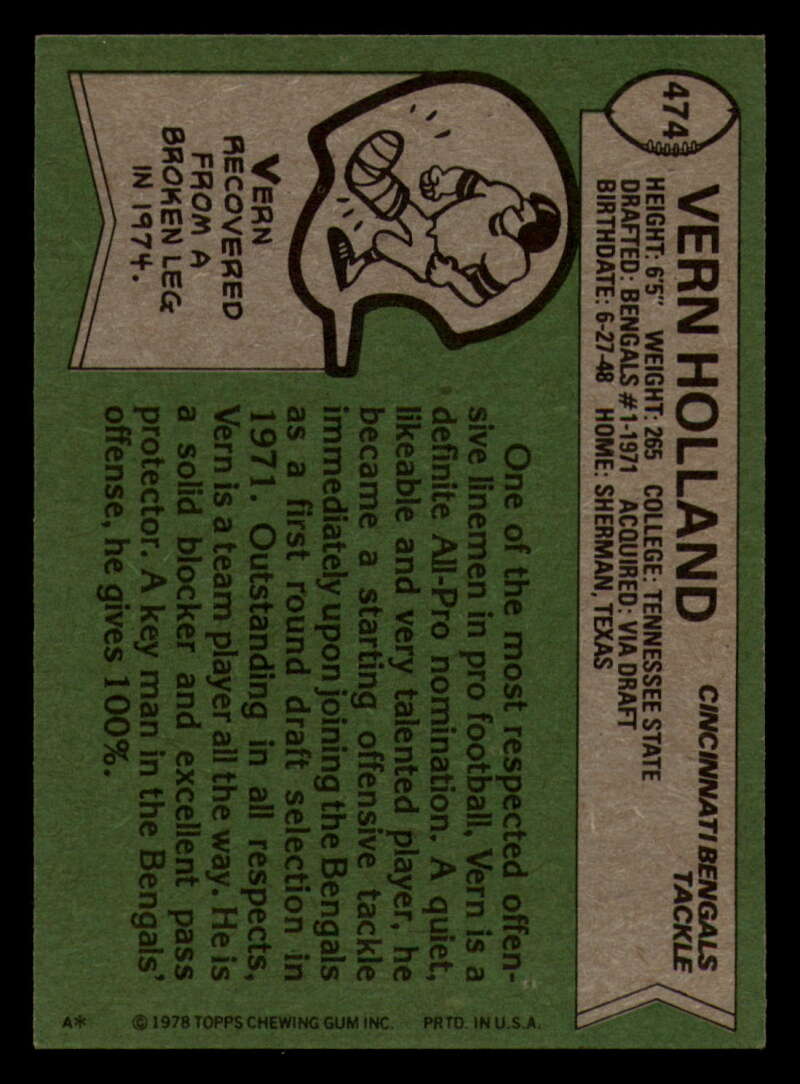 474
VERN HOLLAND
CINCINNATI BENGALS
TACKLE
HEIGHT: 6'5" WEIGHT: 265 COLLEGE: TENNESSEE STATE
DRAFTED: BENGALS #1-1971 ACQUIRED: VIA DRAFT
BIRTHDATE: 6-27-48 HOME: SHERMAN, TEXAS
VERN
RECOVERED
FROM A
BROKEN LEG
IN 1974.
One of the most respected offen-
sive linemen in pro football, Vern is a
definite All-Pro nomination. A quiet,
likeable and very talented player, he
became a starting offensive tackle
immediately upon joining the Bengals
as a first round draft selection in
1971. Outstanding in all respects,
Vern is a team player all the way. He is
a solid blocker and excellent pass
protector. A key man in the Bengals'
offense, he gives 100%.
A* © 1978 TOPPS CHEWING GUM INC. PRTD. IN U.S.A.